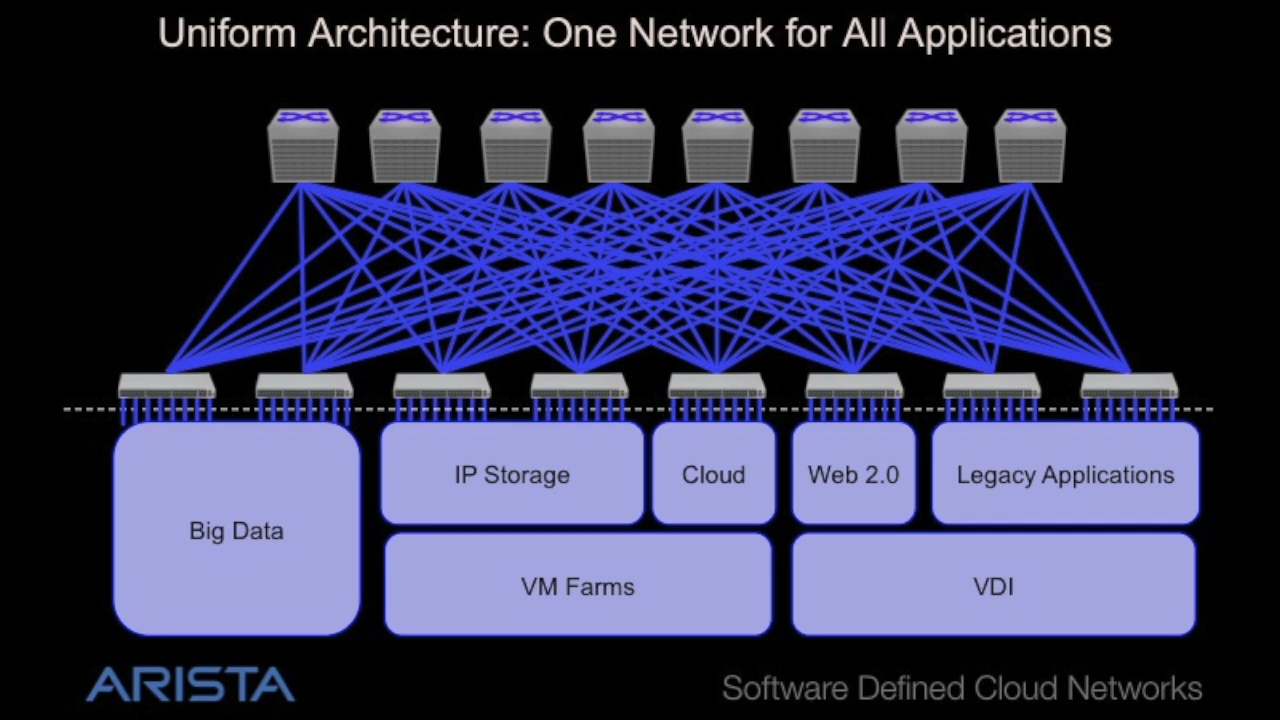 Uniform Architecture: One Network for All Applications
IP Storage
Cloud
Web 2.0
Legacy Applications
Big Data
VM Farms
VDI
ARISTA
Software Defined Cloud Networks